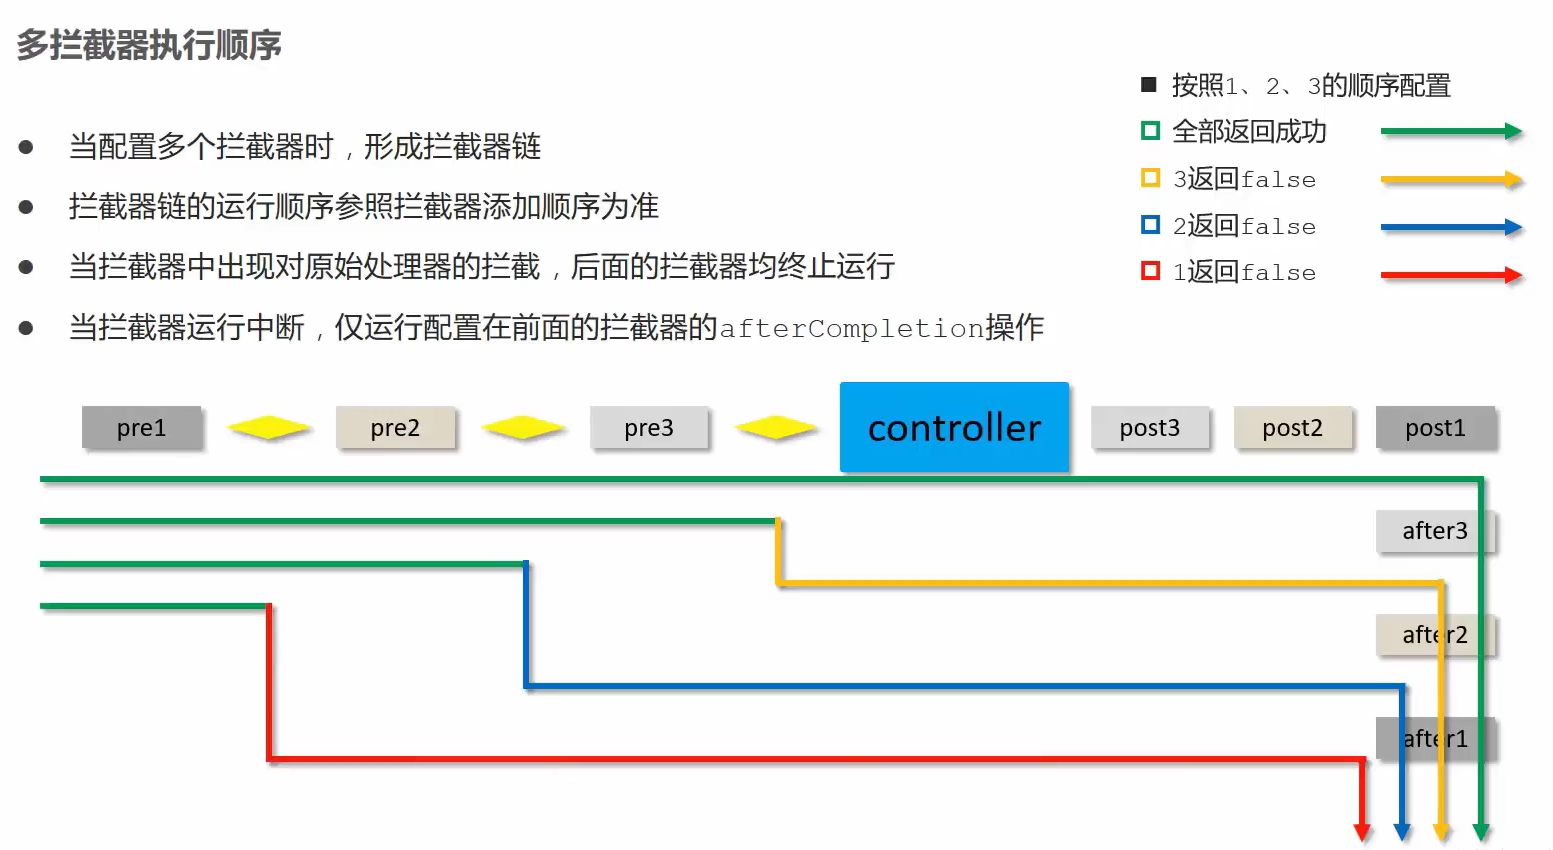 多拦截器执行顺序
按照1、2、3的顺序配置
全部返回成功
3返回false
2返回false
1返回false
当配置多个拦截器时，形成拦截器链
拦截器链的运行顺序参照拦截器添加顺序为准
当拦截器中出现对原始处理器的拦截，后面的拦截器均终止运行
当拦截器运行中断，仅运行配置在前面的拦截器的afterCompletion操作
pre1 pre2 pre3 controller post3 post2 post1
after3
after2
after1